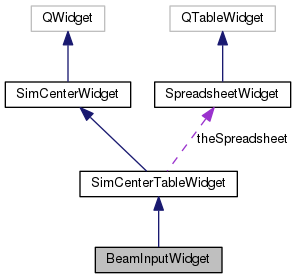 QWidget
QTableWidget
SimCenterWidget
SpreadsheetWidget
theSpreadsheet
SimCenterTableWidget
BeamInputWidget